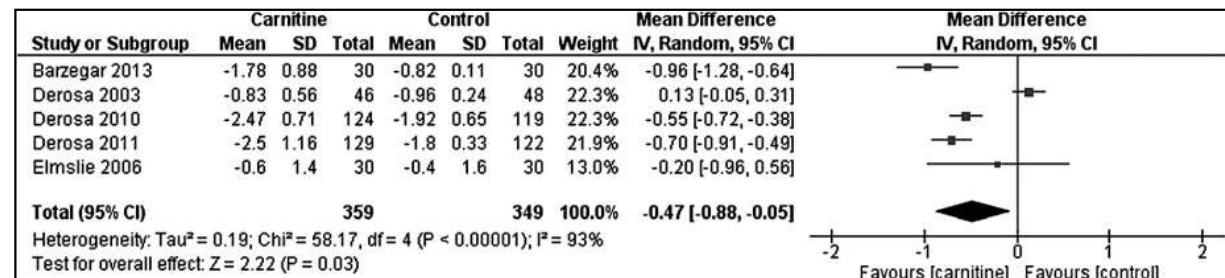 Carnitine Control Mean Difference Mean Difference
Study or Subgroup Mean SD Total Mean SD Total Weight IV, Random, 95% CI IV, Random, 95% CI
Barzegar 2013 -1.78 0.88 30 -0.82 0.11 30 20.4% -0.96 [-1.28, -0.64]
Derosa 2003 -0.83 0.56 46 -0.96 0.24 48 22.3% 0.13 [-0.05, 0.31]
Derosa 2010 -2.47 0.71 124 -1.92 0.65 119 22.3% -0.55 [-0.72, -0.38]
Derosa 2011 -2.5 1.16 129 -1.8 0.33 122 21.9% -0.70 [-0.91, -0.49]
Elmslie 2006 -0.6 1.4 30 -0.4 1.6 30 13.0% -0.20 [-0.96, 0.56]
Total (95% CI) 359 349 100.0% -0.47 [-0.88, -0.05]
Heterogeneity: Tau² = 0.19; Chi² = 58.17, df = 4 (P < 0.00001); I² = 93%
Test for overall effect: Z = 2.22 (P = 0.03)
-2 -1 0 1 2
Favours [carnitine] Favours [control]